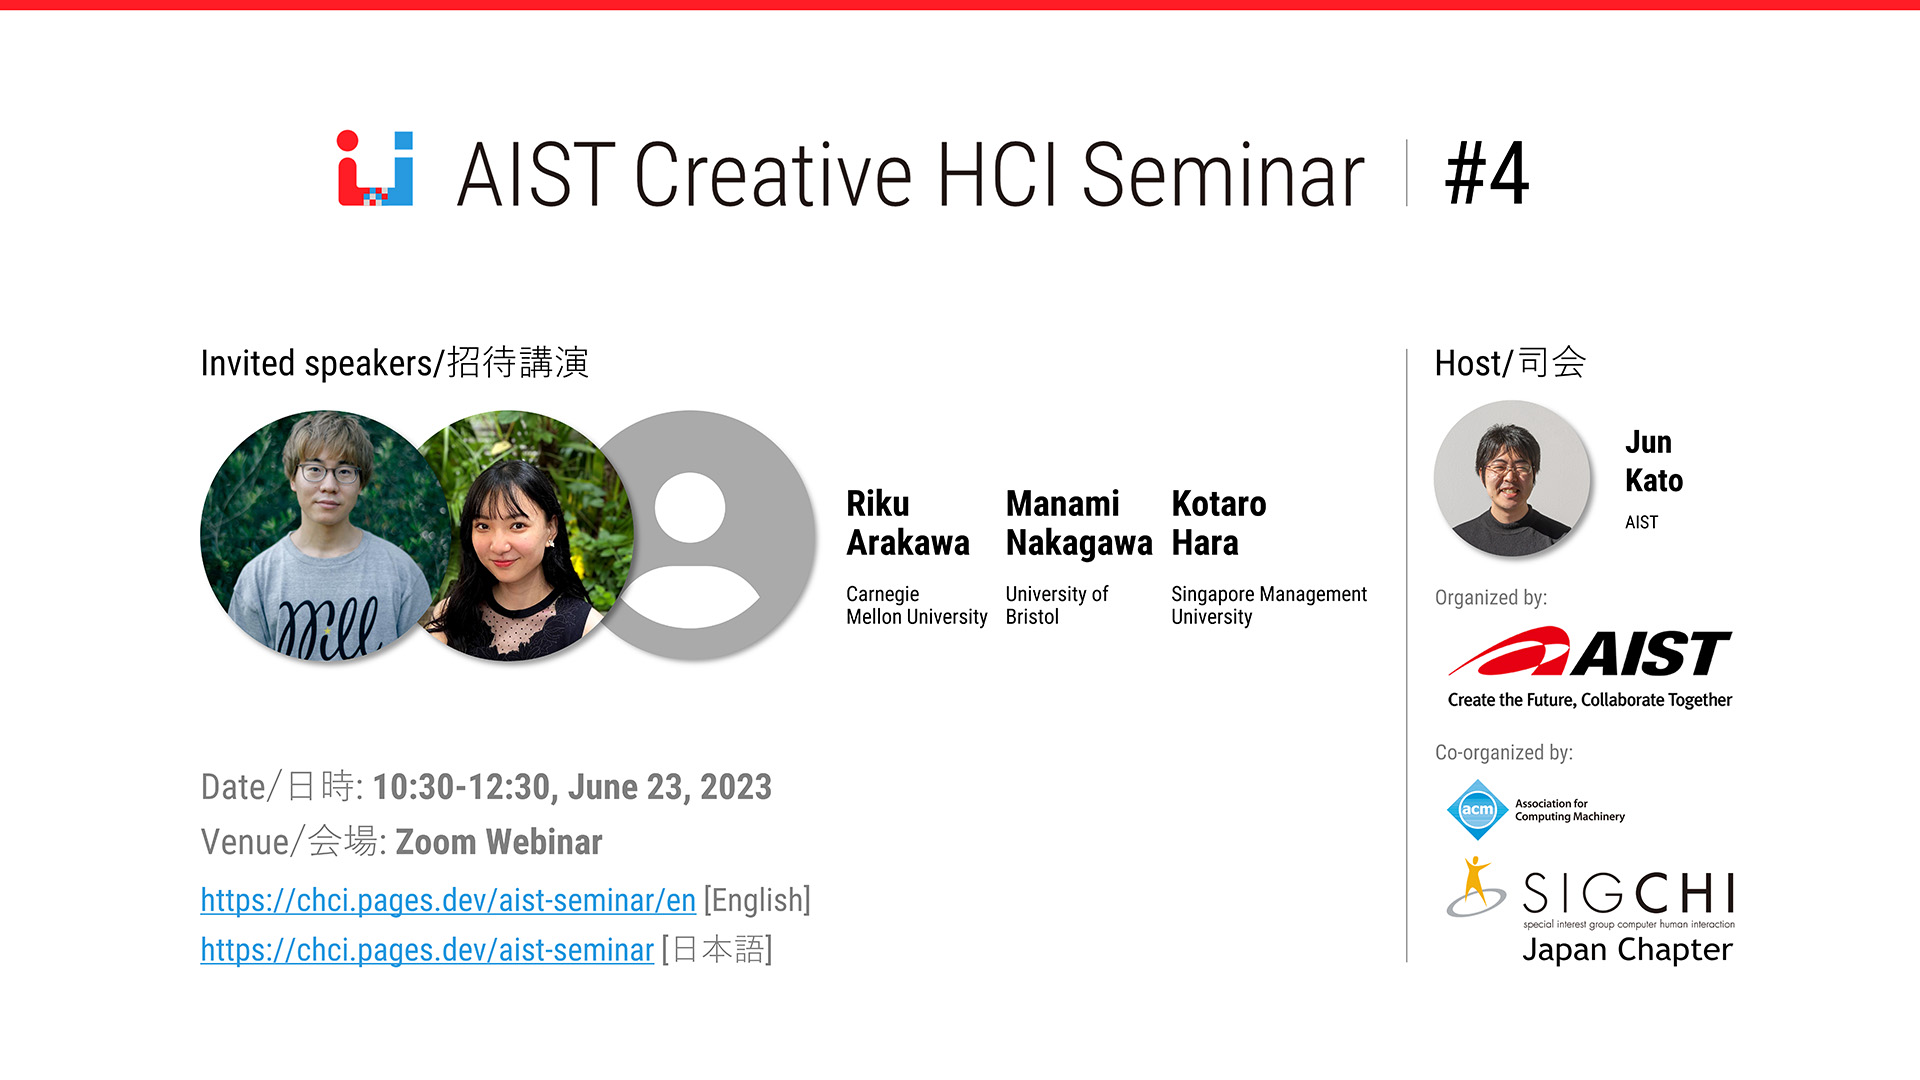 AIST Creative HCI Seminar
#4
Invited speakers/招待講演
Will
Riku
Arakawa
Carnegie
Mellon University
Manami
Nakagawa
University of
Bristol
Kotaro
Hara
Singapore Management
University
Date/日時: 10:30-12:30, June 23, 2023
Venue/会場: Zoom Webinar
https://chci.pages.dev/aist-seminar/en [English]
https://chci.pages.dev/aist-seminar [日本語]
Host/司会
Jun
Kato
AIST
Organized by:
AIST
Create the Future, Collaborate Together
Co-organized by:
acm
Association for
Computing Machinery
SIGCHI
special interest group computer human interaction
Japan Chapter